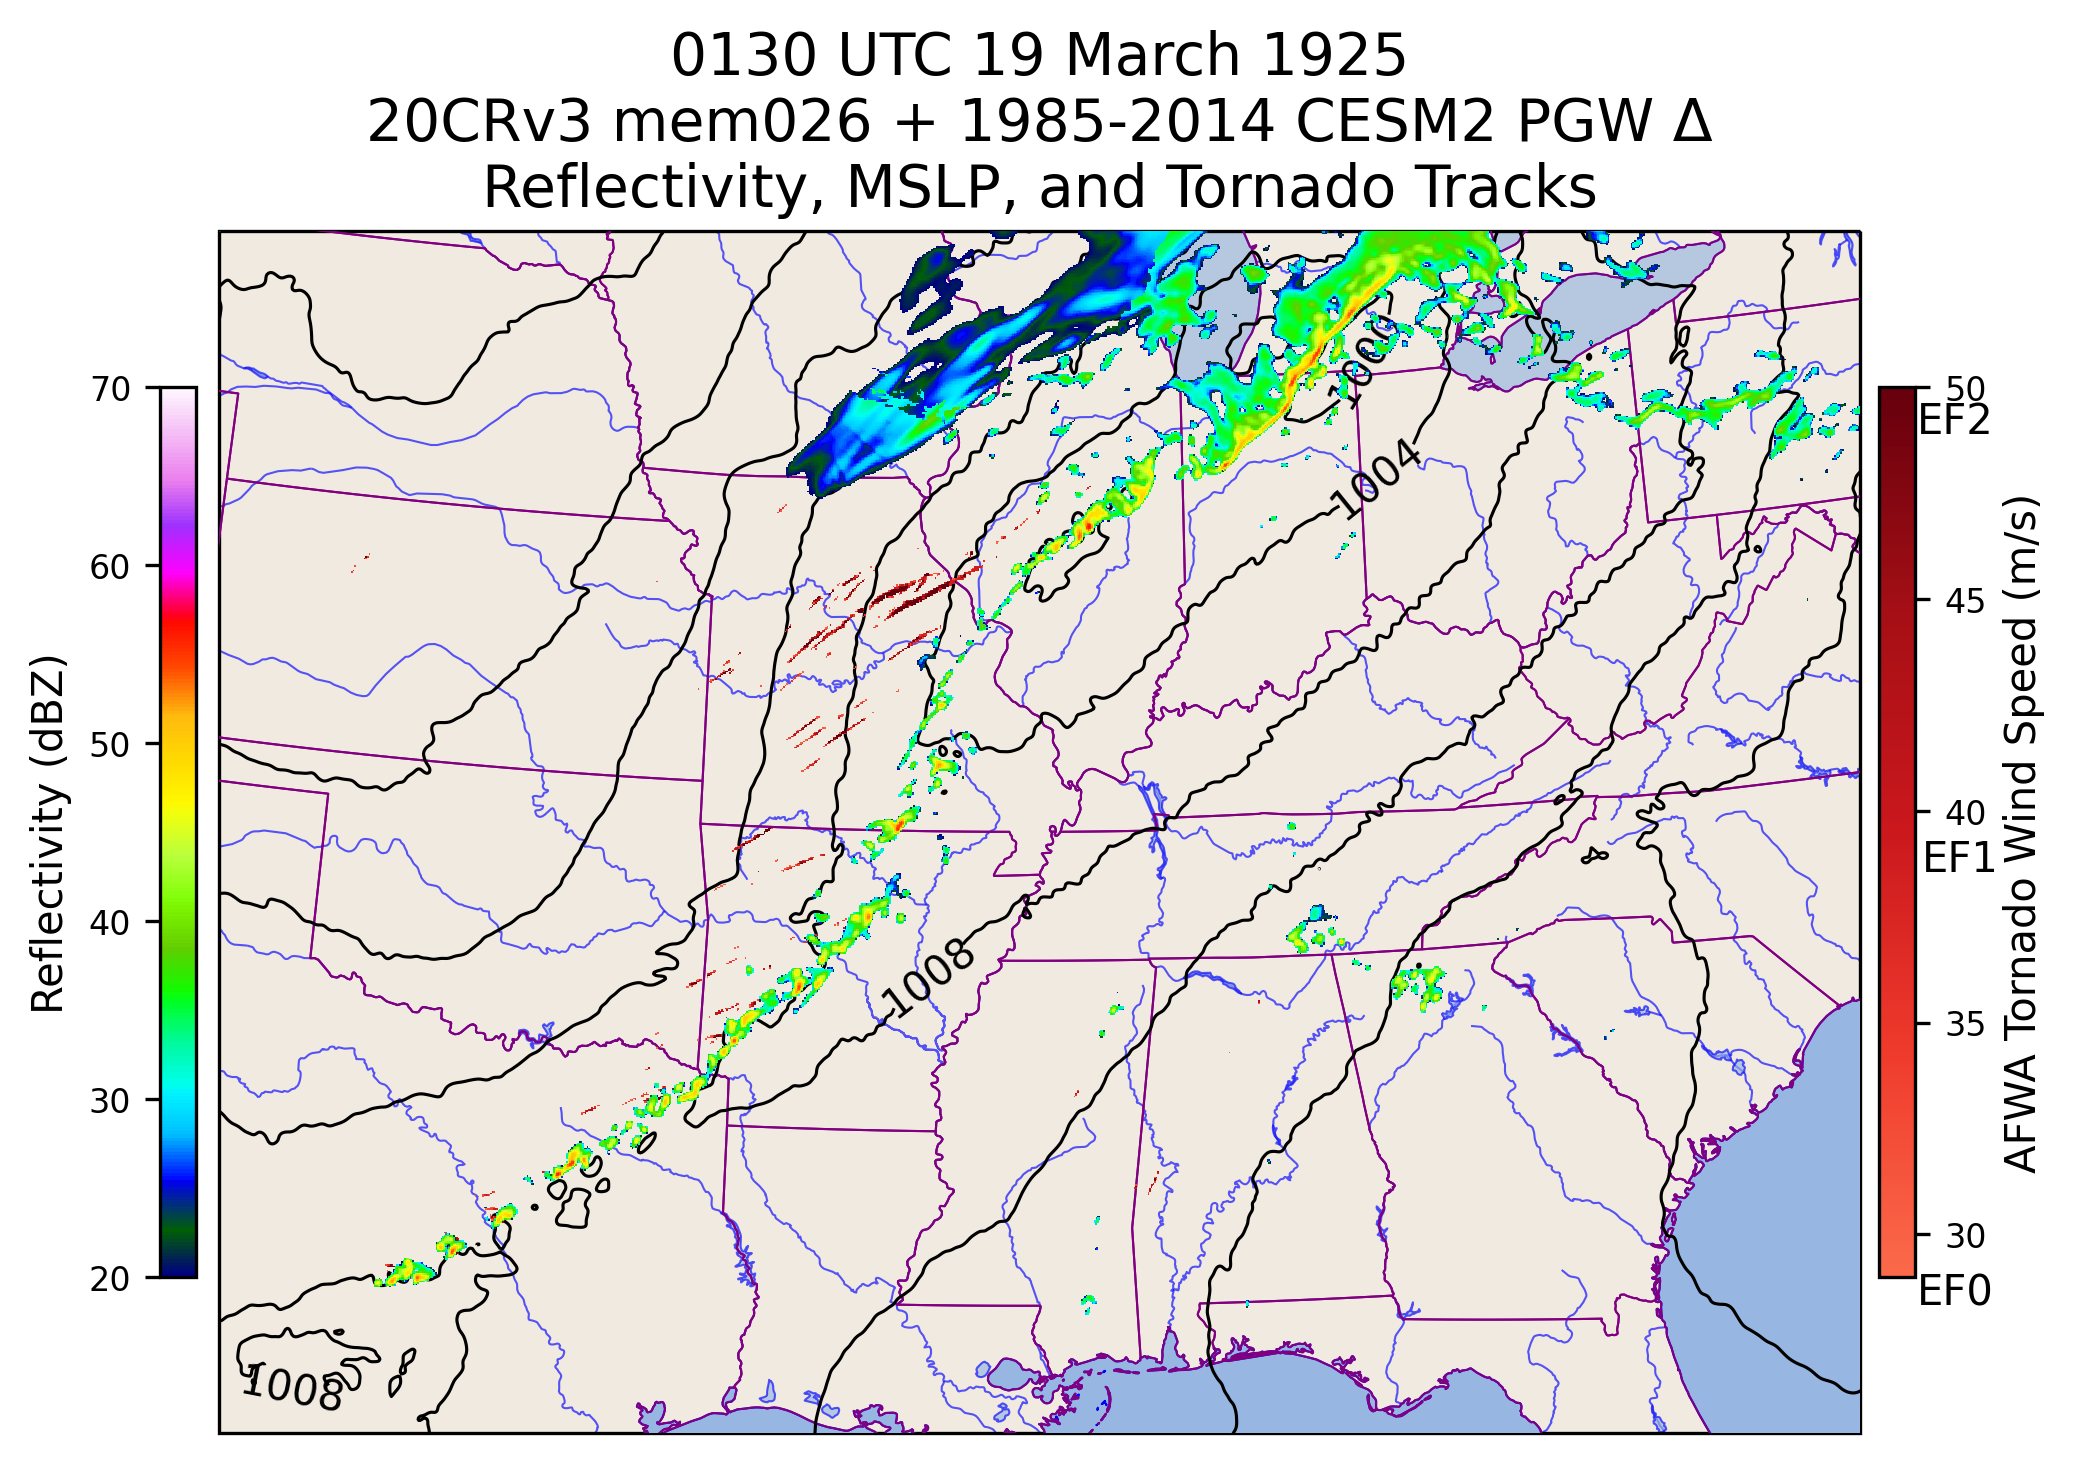 0130 UTC 19 March 1925
20CRv3 mem026 + 1985-2014 CESM2 PGW Δ
Reflectivity, MSLP, and Tornado Tracks
70
60
50
40
30
20
Reflectivity (dBZ)
1000
1004
1008
1008
50
EF2
45
40
EF1
35
30
EF0
AFWA Tornado Wind Speed (m/s)